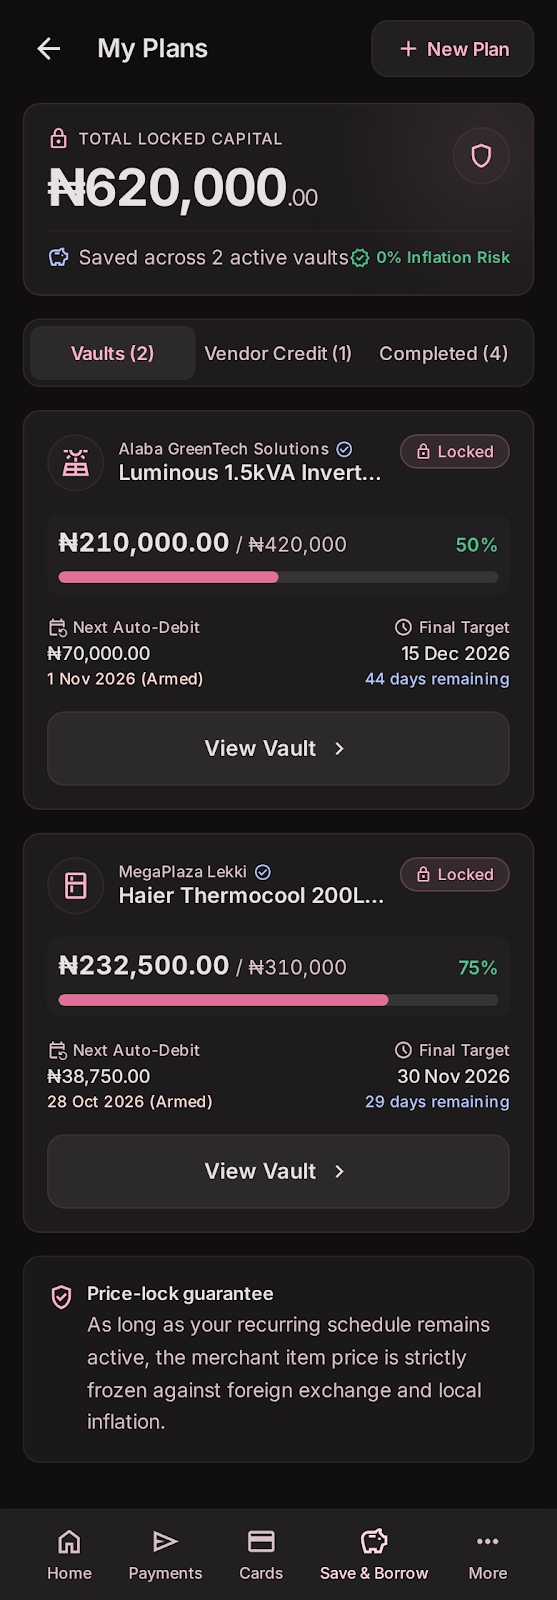 My Plans
+ New Plan
TOTAL LOCKED CAPITAL
₦620,000.00
Saved across 2 active vaults
0% Inflation Risk
Vaults (2)
Vendor Credit (1)
Completed (4)
Alaba GreenTech Solutions
Luminous 1.5kVA Invert...
Locked
₦210,000.00 / ₦420,000
50%
Next Auto-Debit
Final Target
₦70,000.00
15 Dec 2026
1 Nov 2026 (Armed)
44 days remaining
View Vault
MegaPlaza Lekki
Haier Thermocool 200L...
Locked
₦232,500.00 / ₦310,000
75%
Next Auto-Debit
Final Target
₦38,750.00
30 Nov 2026
28 Oct 2026 (Armed)
29 days remaining
View Vault
Price-lock guarantee
As long as your recurring schedule remains
active, the merchant item price is strictly
frozen against foreign exchange and local
inflation.
Home
Payments
Cards
Save & Borrow
More